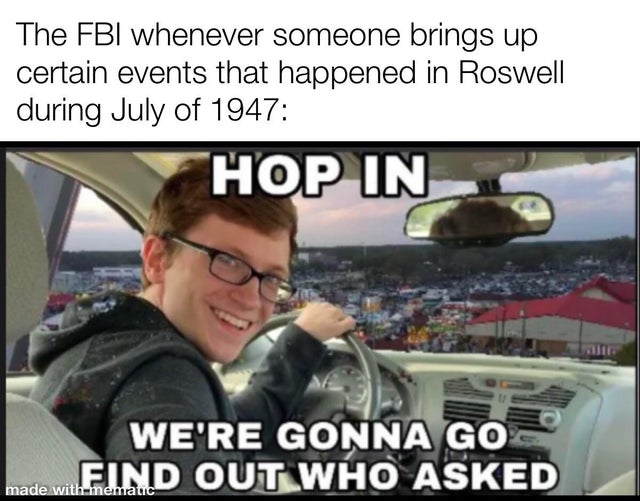 The FBI whenever someone brings up
certain events that happened in Roswell
during July of 1947:
HOP IN
WE'RE GONNA GO
FIND OUT WHO ASKED
made with mematic